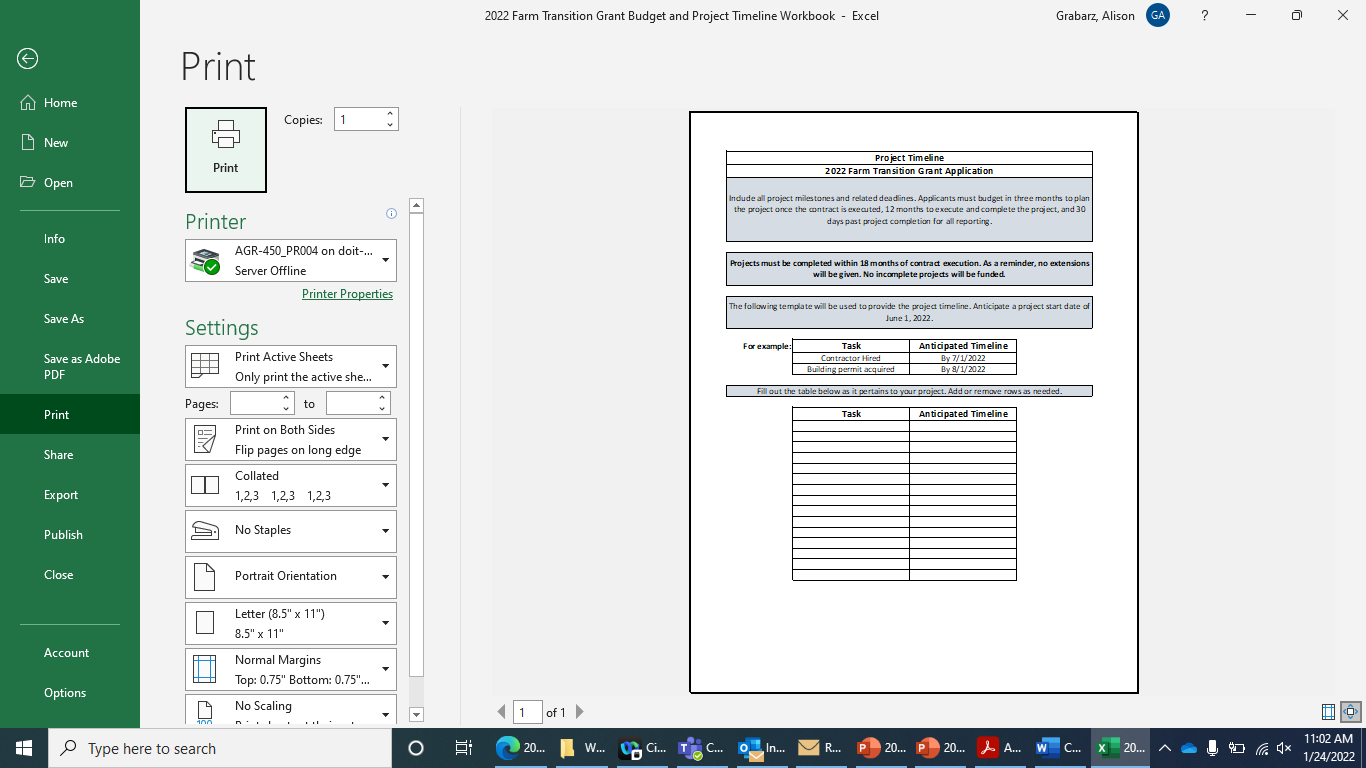 2022 Farm Transition Grant Budget and Project Timeline Workbook - Excel
Grabarz, Alison
GA
?
Home
New
Open
Info
Save
Save As
Save as Adobe
PDF
Print
Share
Export
Publish
Close
Account
Options
Print
Print
Copies:
1
Printer
AGR-450_PR004 on doit-...
Server Offline
Printer Properties
Settings
Print Active Sheets
Only print the active she...
Pages:
to
Print on Both Sides
Flip pages on long edge
Collated
1,2,3 1,2,3 1,2,3
No Staples
Portrait Orientation
Letter (8.5" x 11")
8.5" x 11"
Normal Margins
Top: 0.75" Bottom: 0.75"...
No Scaling
100
Project Timeline
2022 Farm Transition Grant Application
Include all project milestones and related deadlines. Applicants must budget in three months to plan
the project once the contract is executed, 12 months to execute and complete the project, and 30
days past project completion for all reporting.
Projects must be completed within 18 months of contract execution. As a reminder, no extensions
will be given. No incomplete projects will be funded.
The following template will be used to provide the project timeline. Anticipate a project start date of
June 1, 2022.
For example: Task Anticipated Timeline
Contractor Hired By 7/1/2022
Building permit acquired By 8/1/2022
Fill out the table below as it pertains to your project. Add or remove rows as needed.
Task Anticipated Timeline
1 of 1
Type here to search
20...
W...
Ci...
C...
In...
R...
20...
20...
A...
C...
20...
11:02 AM
1/24/2022